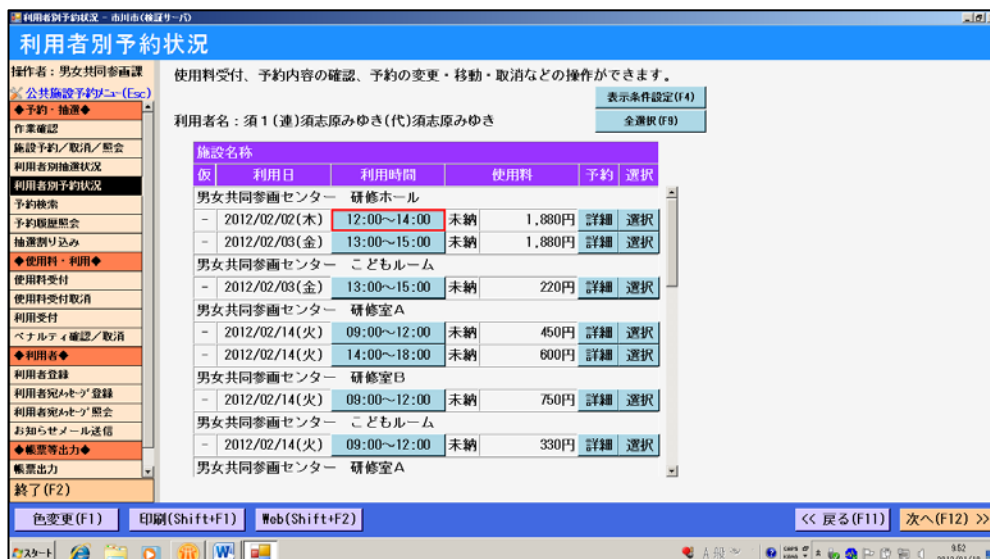 利用者別予約状況 - 市川市(検証サーバ)
利用者別予約状況
操作者：男女共同参画課
公共施設予約メニュー(Esc)
◆予約・抽選◆
作業確認
施設予約／取消／照会
利用者別抽選状況
利用者別予約状況
予約検索
予約履歴照会
抽選割り込み
◆使用料・利用◆
使用料受付
使用料受付取消
利用受付
ペナルティ確認／取消
◆利用者◆
利用者登録
利用者宛ﾒｯｾｰｼﾞ登録
利用者宛ﾒｯｾｰｼﾞ照会
お知らせメール送信
◆帳票等出力◆
帳票出力
終了(F2)
使用料受付、予約内容の確認、予約の変更・移動・取消などの操作ができます。
表示条件設定(F4)
利用者名：須１(連)須志原みゆき(代)須志原みゆき
全選択(F9)
施設名称
仮 利用日 利用時間 使用料 予約 選択
男女共同参画センター 研修ホール
- 2012/02/02(木) 12:00～14:00 未納 1,880円 詳細 選択
- 2012/02/03(金) 13:00～15:00 未納 1,880円 詳細 選択
男女共同参画センター こどもルーム
- 2012/02/03(金) 13:00～15:00 未納 220円 詳細 選択
男女共同参画センター 研修室A
- 2012/02/14(火) 09:00～12:00 未納 450円 詳細 選択
- 2012/02/14(火) 14:00～18:00 未納 600円 詳細 選択
男女共同参画センター 研修室B
- 2012/02/14(火) 09:00～12:00 未納 750円 詳細 選択
男女共同参画センター こどもルーム
- 2012/02/14(火) 09:00～12:00 未納 330円 詳細 選択
男女共同参画センター 研修室A
色変更(F1) 印刷(Shift+F1) Web(Shift+F2) << 戻る(F11) 次へ(F12) >>
スタート A 般 CAPS 9:52